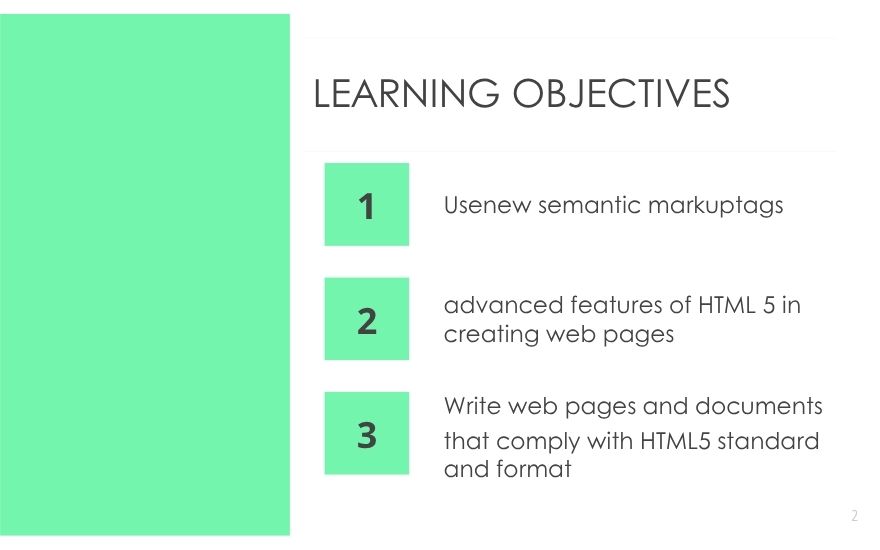 LEARNING OBJECTIVES
1
Usenew semantic markuptags
2
advanced features of HTML 5 in
creating web pages
3
Write web pages and documents
that comply with HTML5 standard
and format
2